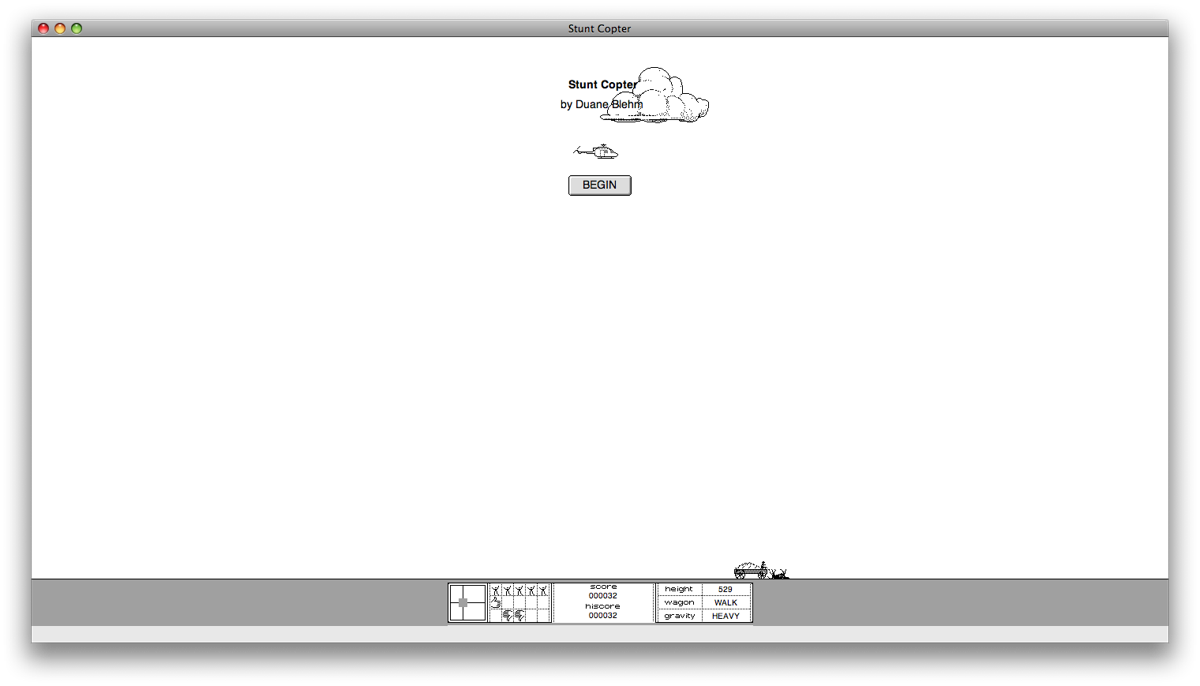 Stunt Copter
Stunt Copter
by Duane Blehm
BEGIN
score
000032
hiscore
000032
height 529
wagon WALK
gravity HEAVY